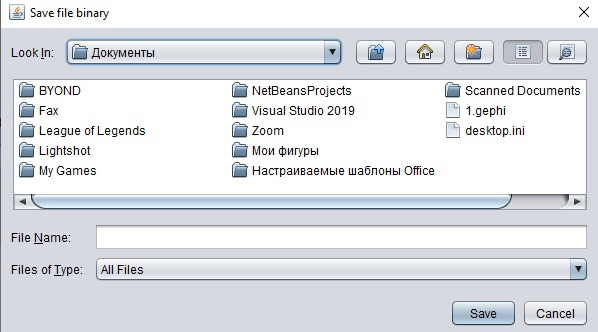 Save file binary
Look In: Документы
BYOND NetBeansProjects Scanned Documents
Fax Visual Studio 2019 1.gephi
League of Legends Zoom desktop.ini
Lightshot Мои фигуры
My Games Настраиваемые шаблоны Office
File Name:
Files of Type: All Files
Save Cancel